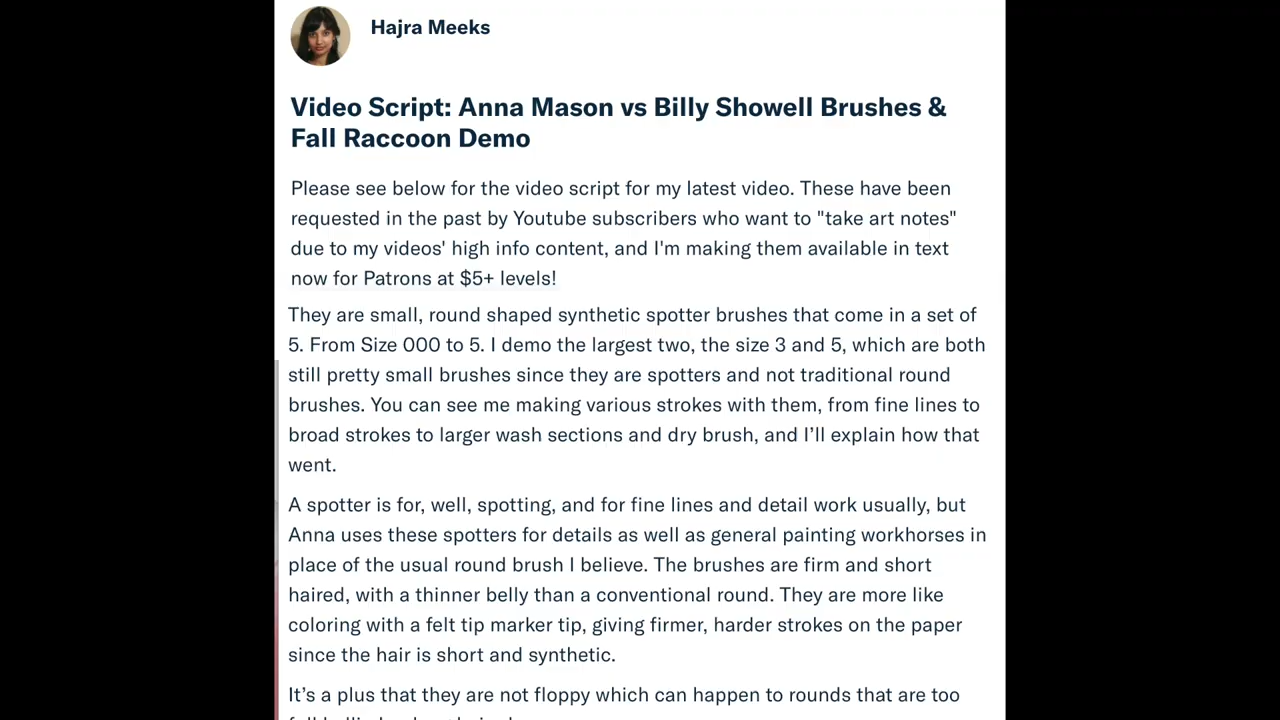 Hajra Meeks
Video Script: Anna Mason vs Billy Showell Brushes &
Fall Raccoon Demo
Please see below for the video script for my latest video. These have been
requested in the past by Youtube subscribers who want to "take art notes"
due to my videos' high info content, and I'm making them available in text
now for Patrons at $5+ levels!
They are small, round shaped synthetic spotter brushes that come in a set of
5. From Size 000 to 5. I demo the largest two, the size 3 and 5, which are both
still pretty small brushes since they are spotters and not traditional round
brushes. You can see me making various strokes with them, from fine lines to
broad strokes to larger wash sections and dry brush, and I’ll explain how that
went.
A spotter is for, well, spotting, and for fine lines and detail work usually, but
Anna uses these spotters for details as well as general painting workhorses in
place of the usual round brush I believe. The brushes are firm and short
haired, with a thinner belly than a conventional round. They are more like
coloring with a felt tip marker tip, giving firmer, harder strokes on the paper
since the hair is short and synthetic.
It’s a plus that they are not floppy which can happen to rounds that are too